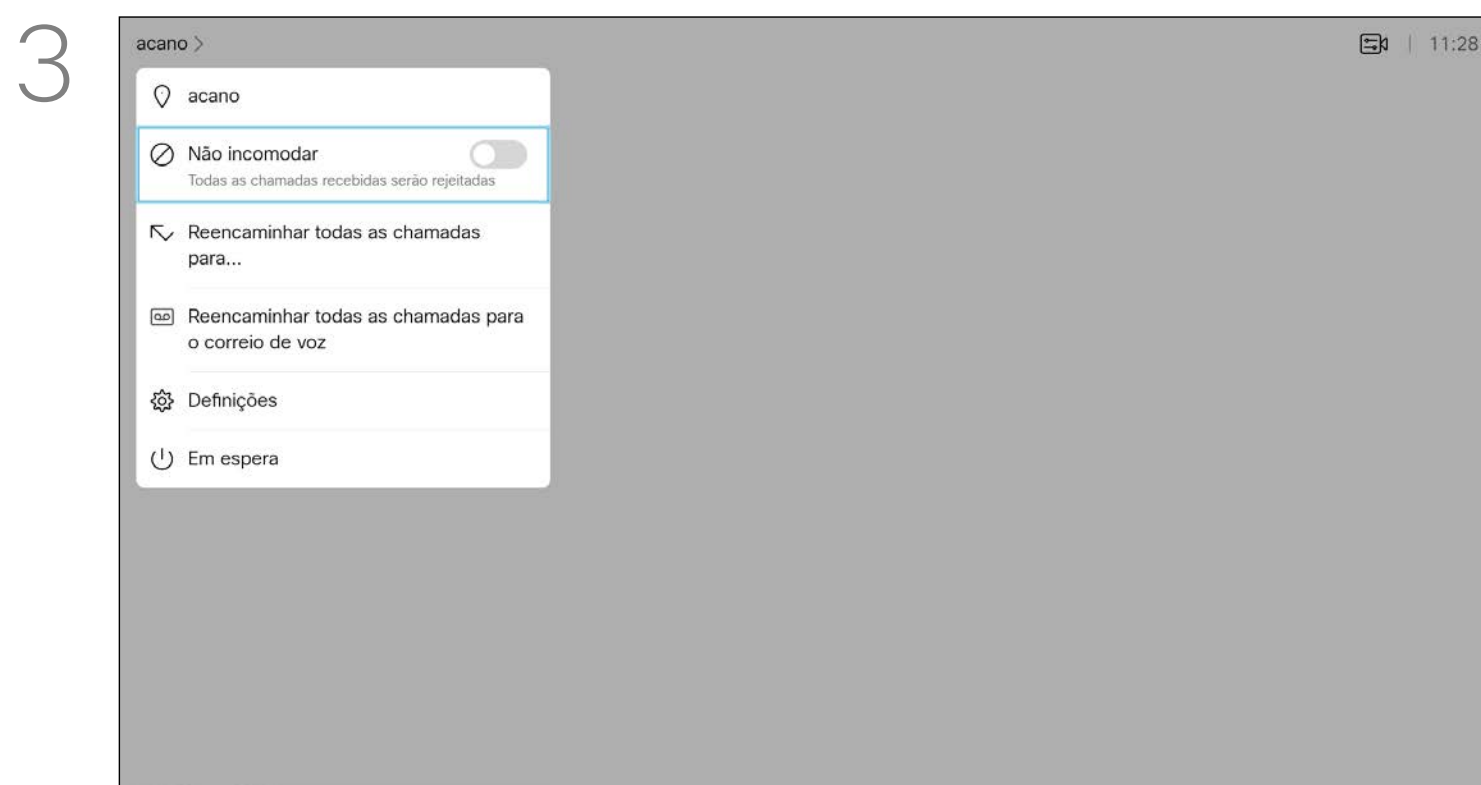 3
acano >
11:28
acano
Não incomodar
Todas as chamadas recebidas serão rejeitadas
Reencaminhar todas as chamadas
para...
Reencaminhar todas as chamadas para
o correio de voz
Definições
Em espera